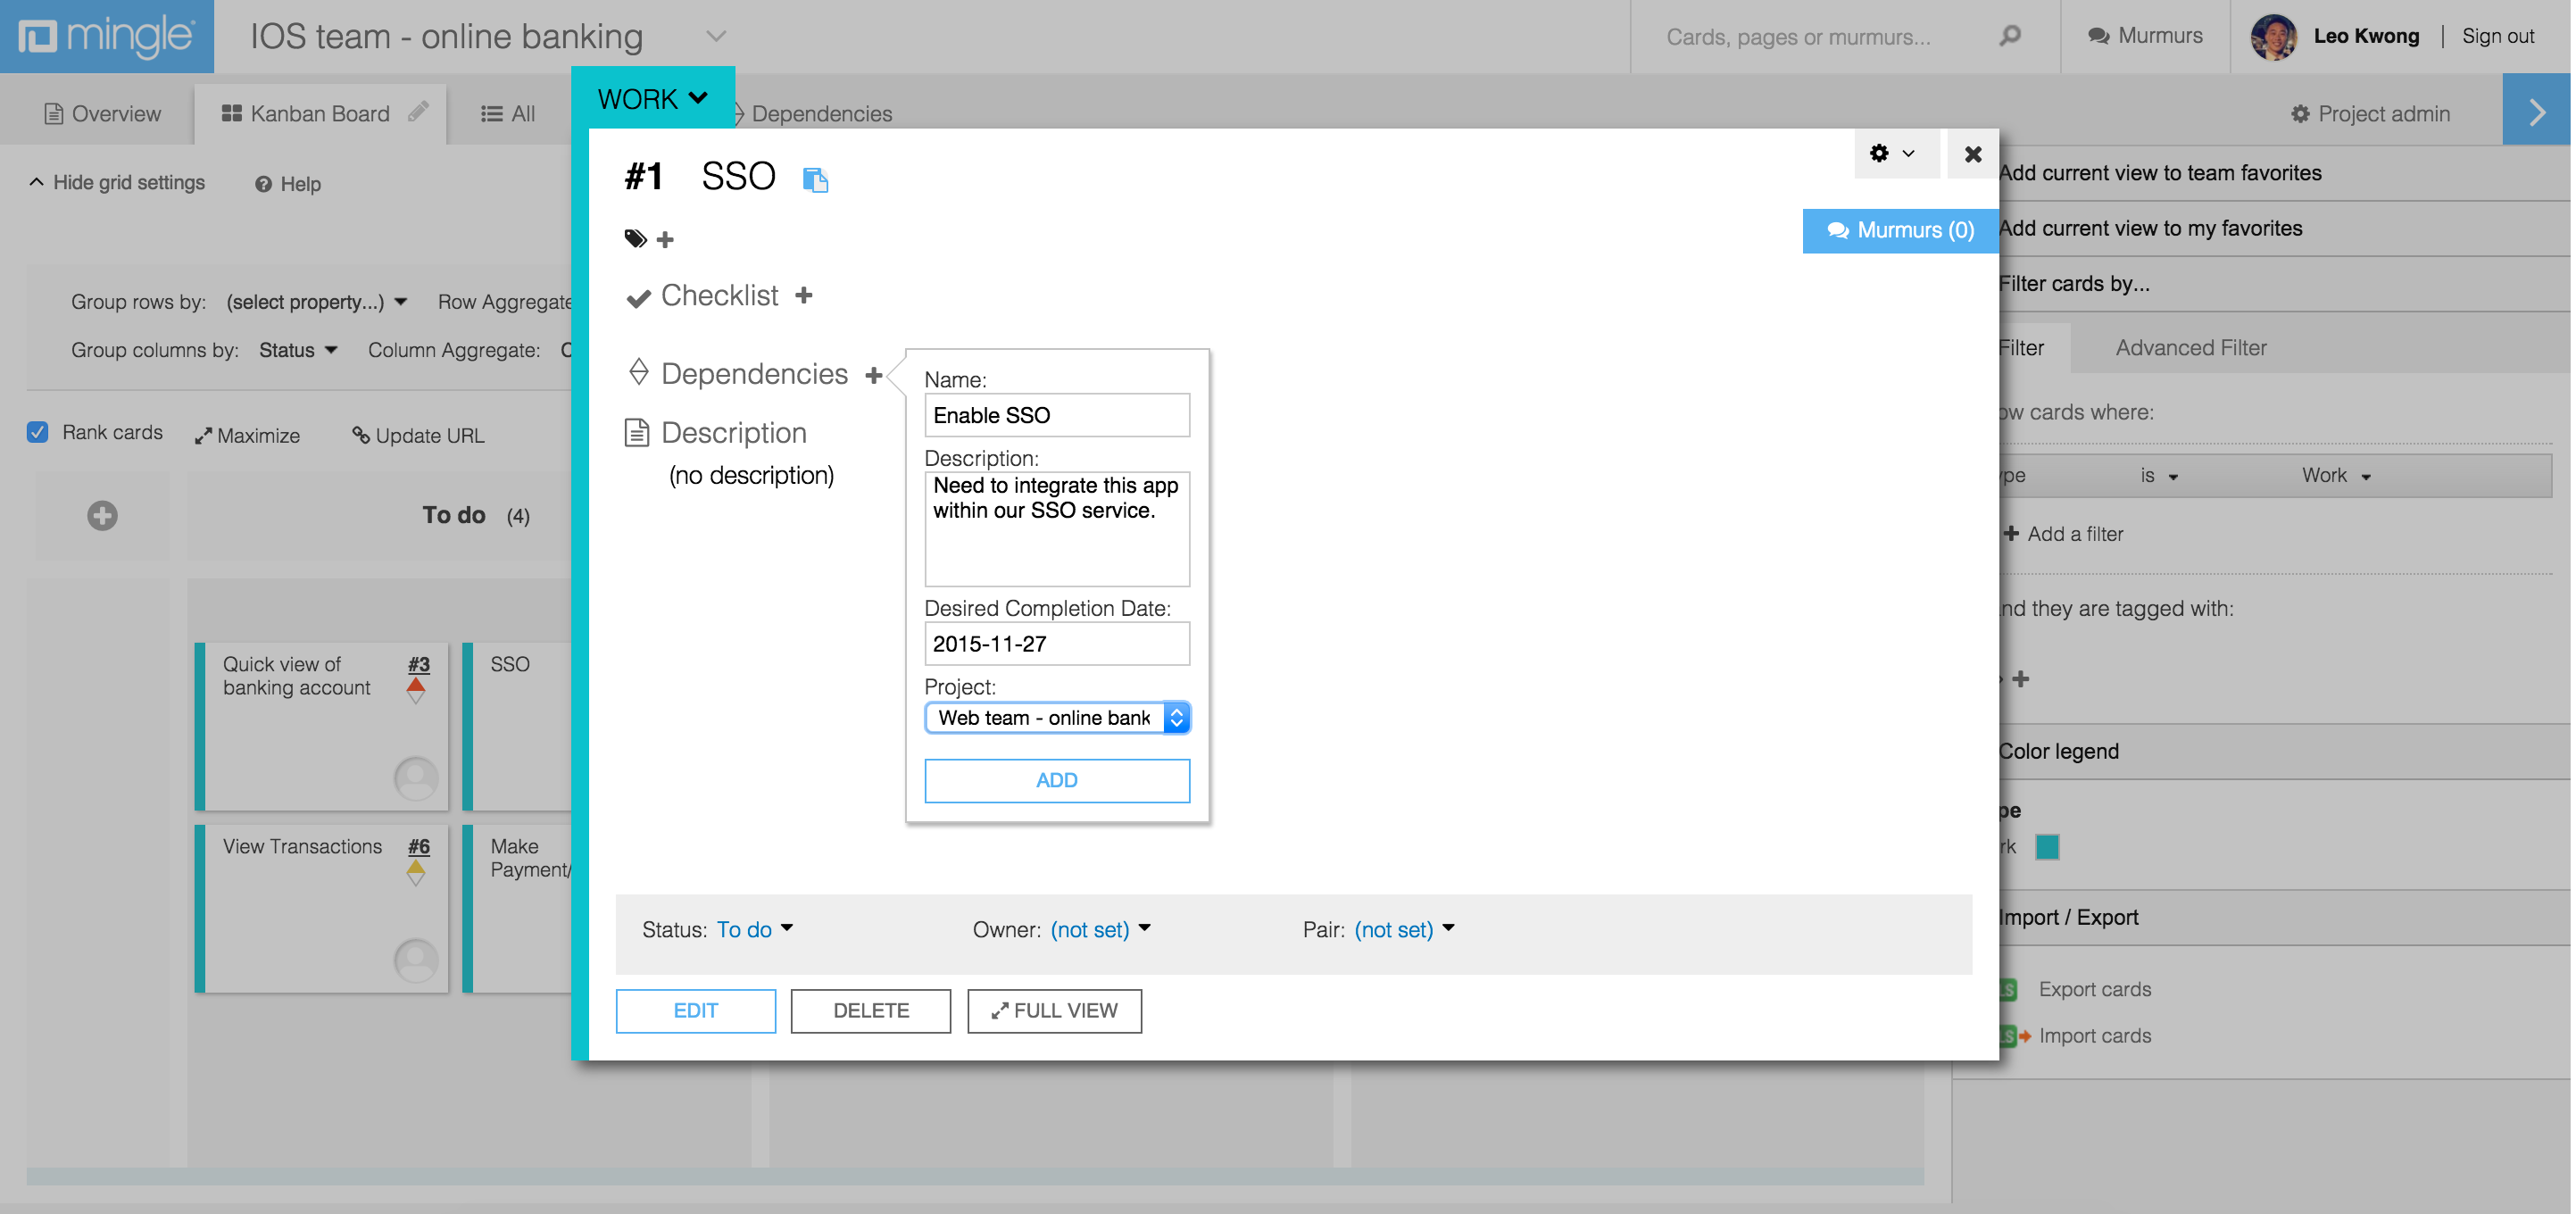 mingle
IOS team - online banking
Cards, pages or murmurs...
Murmurs
Leo Kwong | Sign out
Overview
Kanban Board
All
WORK
Dependencies
Project admin
Hide grid settings
Help
#1 SSO
Add current view to team favorites
Murmurs (0)
Add current view to my favorites
Checklist
Filter cards by...
Group rows by: (select property...)
Row Aggregate
Group columns by: Status
Column Aggregate:
Filter
Advanced Filter
Dependencies
Name:
Enable SSO
cards where:
Description
(no description)
Rank cards
Maximize
Update URL
Description:
Need to integrate this app
within our SSO service.
is
Work
To do (4)
Add a filter
Desired Completion Date:
2015-11-27
they are tagged with:
Quick view of
banking account
#3
SSO
Project:
Web team - online bank
ADD
Color legend
View Transactions
#6
Make
Payment/
Import / Export
Status: To do
Owner: (not set)
Pair: (not set)
EDIT
DELETE
FULL VIEW
Export cards
Import cards